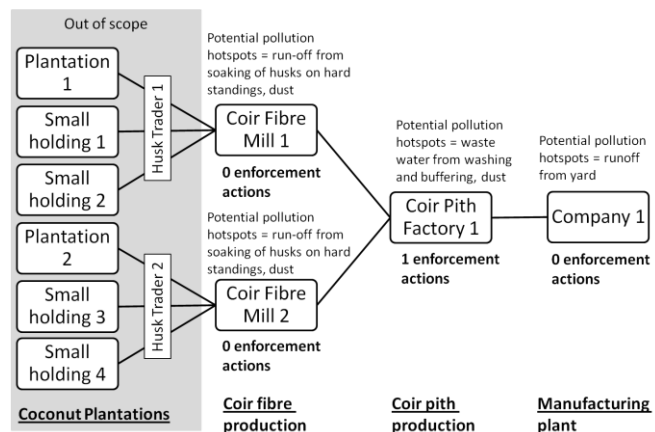 Out of scope
Plantation
1
Small
holding 1
Small
holding 2
Husk Trader 1
Plantation
2
Small
holding 3
Small
holding 4
Husk Trader 2
Coconut Plantations
Potential pollution
hotspots = run-off from
soaking of husks on hard
standings, dust
Coir Fibre
Mill 1
0 enforcement
actions
Potential pollution
hotspots = run-off from
soaking of husks on hard
standings, dust
Coir Fibre
Mill 2
0 enforcement
actions
Coir fibre
production
Potential pollution
hotspots = waste
water from washing
and buffering, dust
Coir Pith
Factory 1
1 enforcement
actions
Coir pith
production
Potential pollution
hotspots = runoff
from yard
Company 1
0 enforcement
actions
Manufacturing
plant